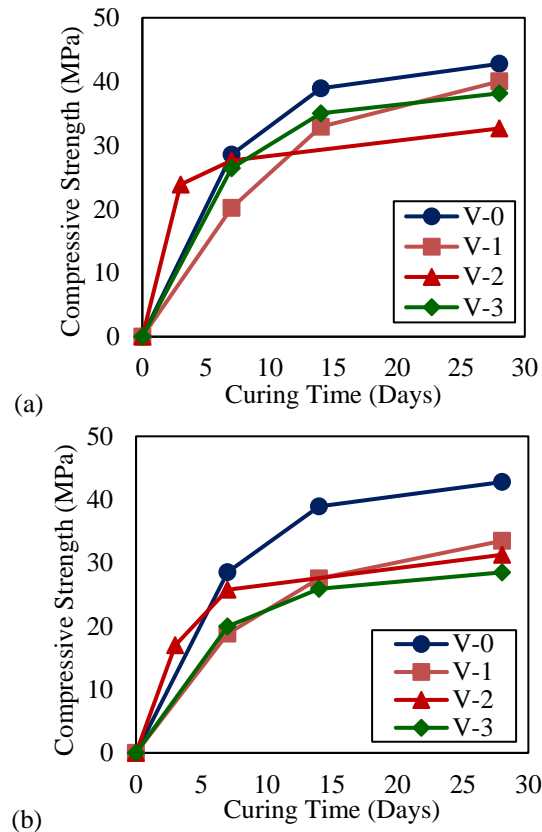 50
40
30
20
10
0
Compressive Strength (MPa)
V-0
V-1
V-2
V-3
0 5 10 15 20 25 30
Curing Time (Days)
(a)
50
40
30
20
10
0
Compressive Strength (MPa)
V-0
V-1
V-2
V-3
0 5 10 15 20 25 30
Curing Time (Days)
(b)